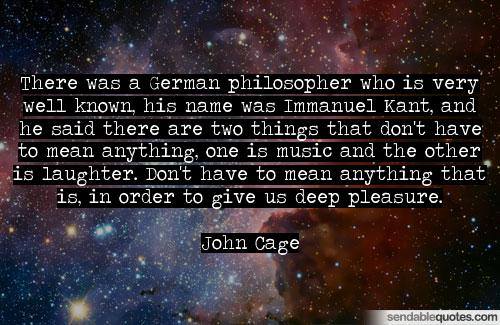 There was a German philosopher who is very
well known, his name was Immanuel Kant, and
he said there are two things that don't have
to mean anything, one is music and the other
is laughter. Don't have to mean anything that
is, in order to give us deep pleasure.
John Cage
sendablequotes.com